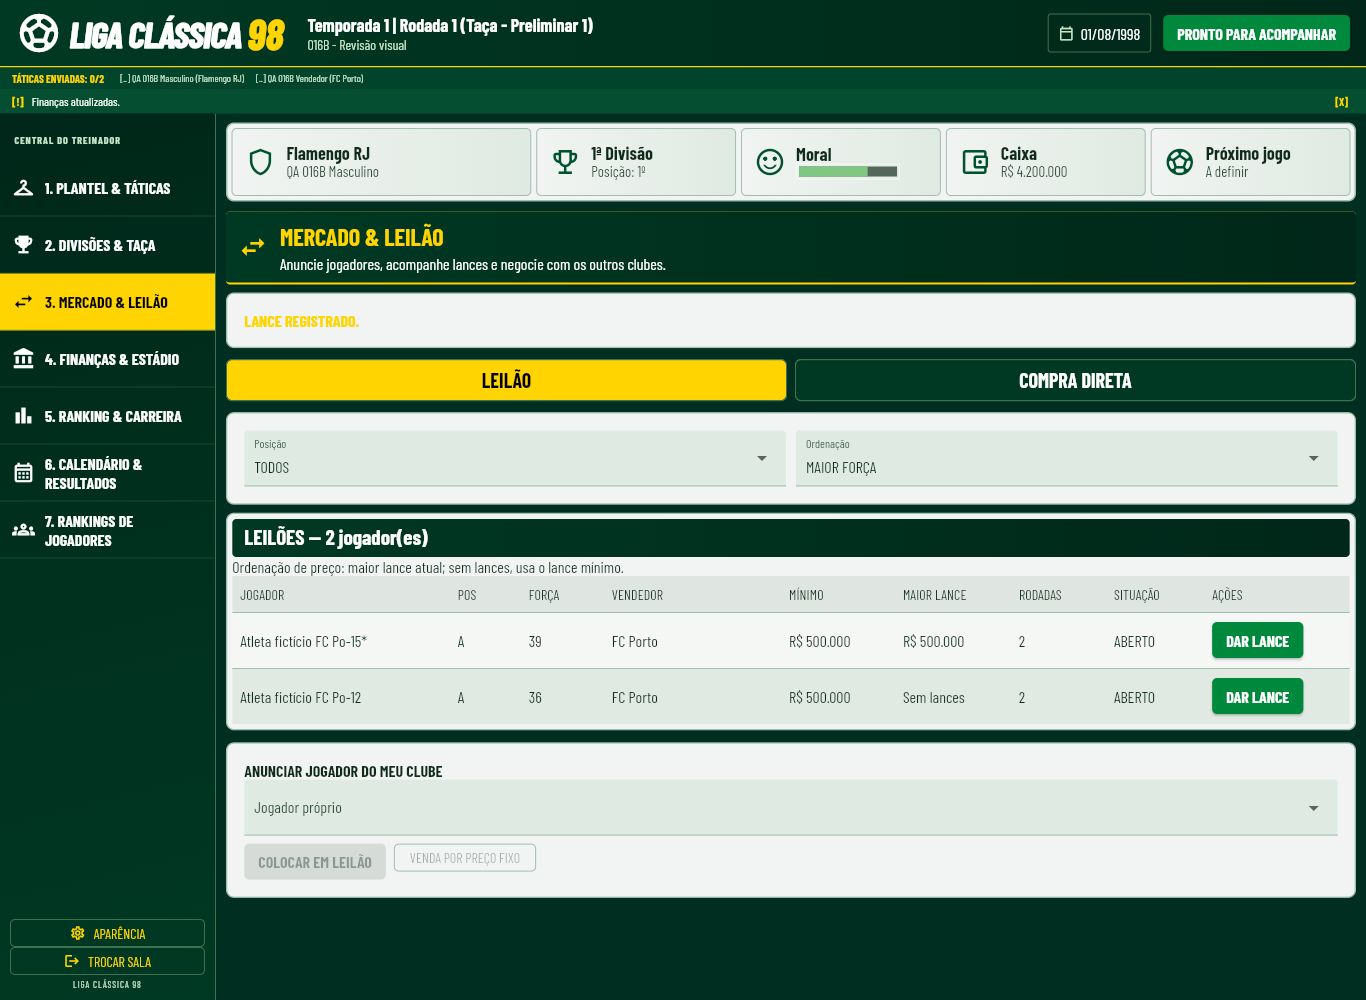 LIGA CLÁSSICA 98
Temporada 1 | Rodada 1 (Taça - Preliminar 1)
016B - Revisão visual
01/08/1998
PRONTO PARA ACOMPANHAR
TÁTICAS ENVIADAS: 0/2 [..] QA 016B Masculino (Flamengo RJ) [..] QA 016B Vendedor (FC Porto)
[!] Finanças atualizadas. [X]
CENTRAL DO TREINADOR
1. PLANTEL & TÁTICAS
2. DIVISÕES & TAÇA
3. MERCADO & LEILÃO
4. FINANÇAS & ESTÁDIO
5. RANKING & CARREIRA
6. CALENDÁRIO &
RESULTADOS
7. RANKINGS DE
JOGADORES
APARÊNCIA
TROCAR SALA
LIGA CLÁSSICA 98
Flamengo RJ
QA 016B Masculino
1ª Divisão
Posição: 1º
Moral
Caixa
R$ 4.200.000
Próximo jogo
A definir
MERCADO & LEILÃO
Anuncie jogadores, acompanhe lances e negocie com os outros clubes.
LANCE REGISTRADO.
LEILÃO
COMPRA DIRETA
Posição
TODOS
Ordenação
MAIOR FORÇA
LEILÕES — 2 jogador(es)
Ordenação de preço: maior lance atual; sem lances, usa o lance mínimo.
JOGADOR POS FORÇA VENDEDOR MÍNIMO MAIOR LANCE RODADAS SITUAÇÃO AÇÕES
Atleta fictício FC Po-15* A 39 FC Porto R$ 500.000 R$ 500.000 2 ABERTO DAR LANCE
Atleta fictício FC Po-12 A 36 FC Porto R$ 500.000 Sem lances 2 ABERTO DAR LANCE
ANUNCIAR JOGADOR DO MEU CLUBE
Jogador próprio
COLOCAR EM LEILÃO
VENDA POR PREÇO FIXO